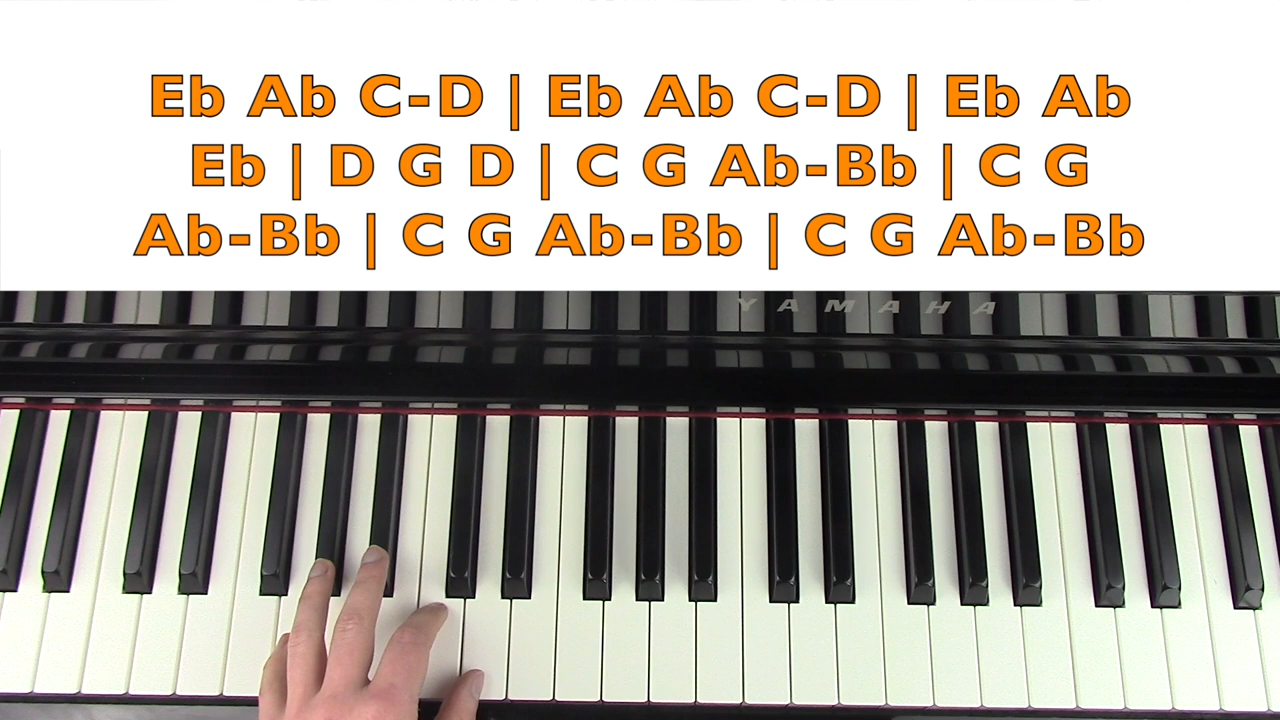 Eb Ab C-D | Eb Ab C-D | Eb Ab
Eb | D G D | C G Ab-Bb | C G
Ab-Bb | C G Ab-Bb | C G Ab-Bb
YAMAHA